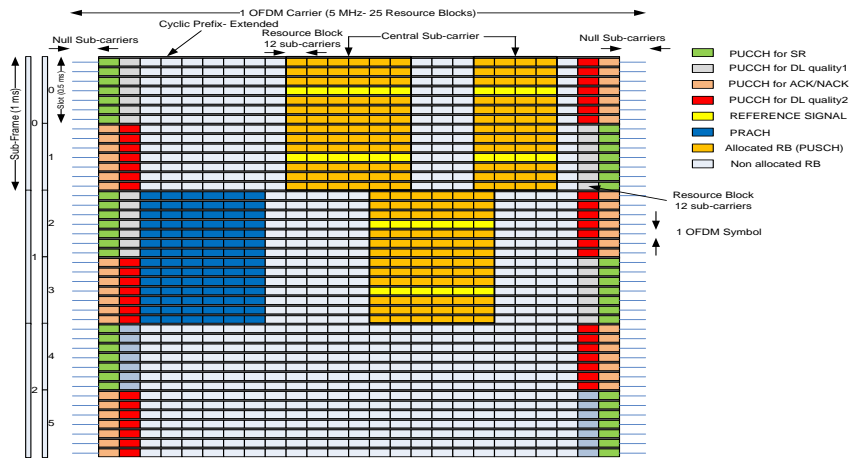 1 OFDM Carrier (5 MHz- 25 Resource Blocks)
Cyclic Prefix- Extended
Null Sub-carriers
Resource Block
12 sub-carriers
Central Sub-carrier
Null Sub-carriers
Sub-Frame (1 ms)
Slot (0.5 ms)
0
0
1
2
1
3
4
2
5
PUCCH for SR
PUCCH for DL quality1
PUCCH for ACK/NACK
PUCCH for DL quality2
REFERENCE SIGNAL
PRACH
Allocated RB (PUSCH)
Non allocated RB
Resource Block
12 sub-carriers
1 OFDM Symbol